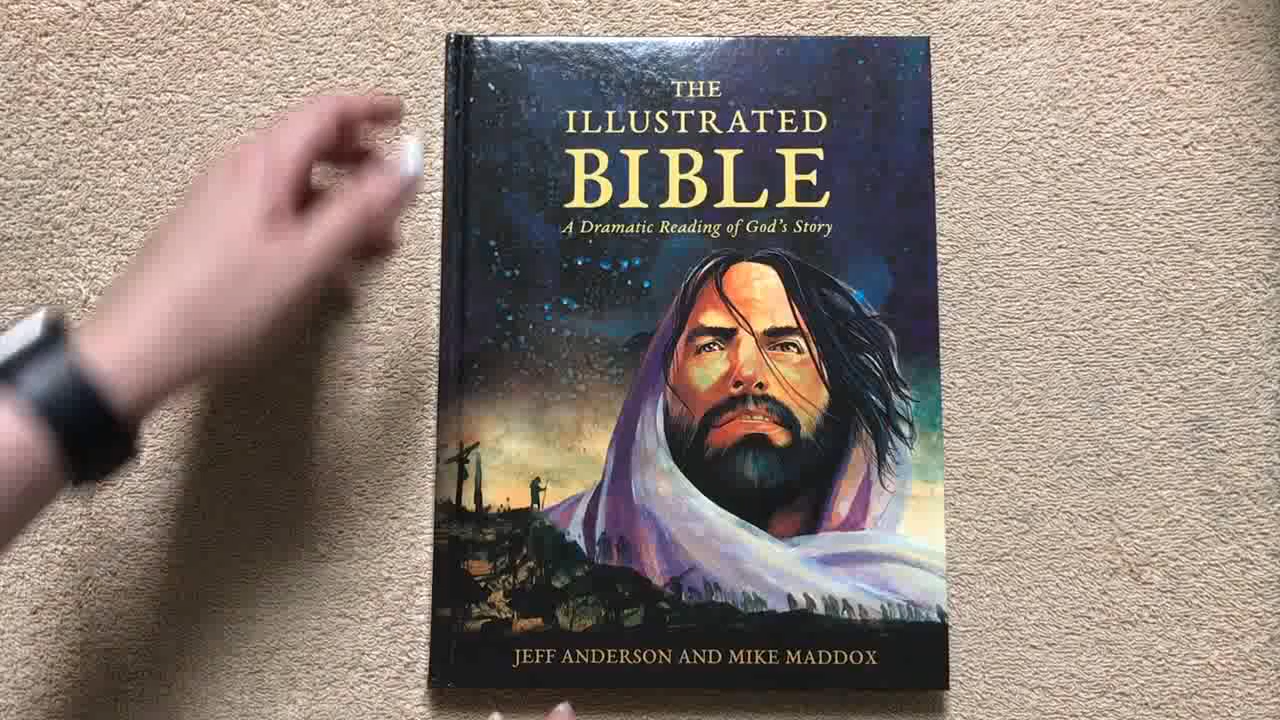 THE
ILLUSTRATED
BIBLE
A Dramatic Reading of God's Story
JEFF ANDERSON AND MIKE MADDOX